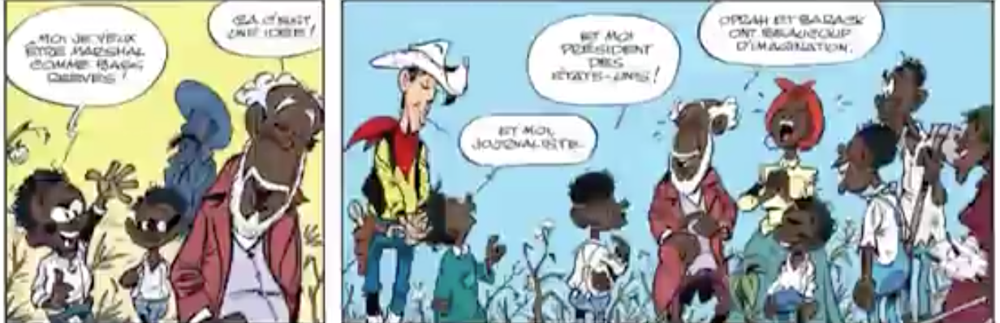 MOI JE VEUX
ÊTRE MARSHAL
COMME BASS
REEVES !
ÇA C'EST
UNE IDÉE !
ET MOI,
JOURNALISTE.
ET MOI
PRÉSIDENT
DES
ÉTATS-UNIS !
OPRAH ET BARACK
ONT BEAUCOUP
D'IMAGINATION.